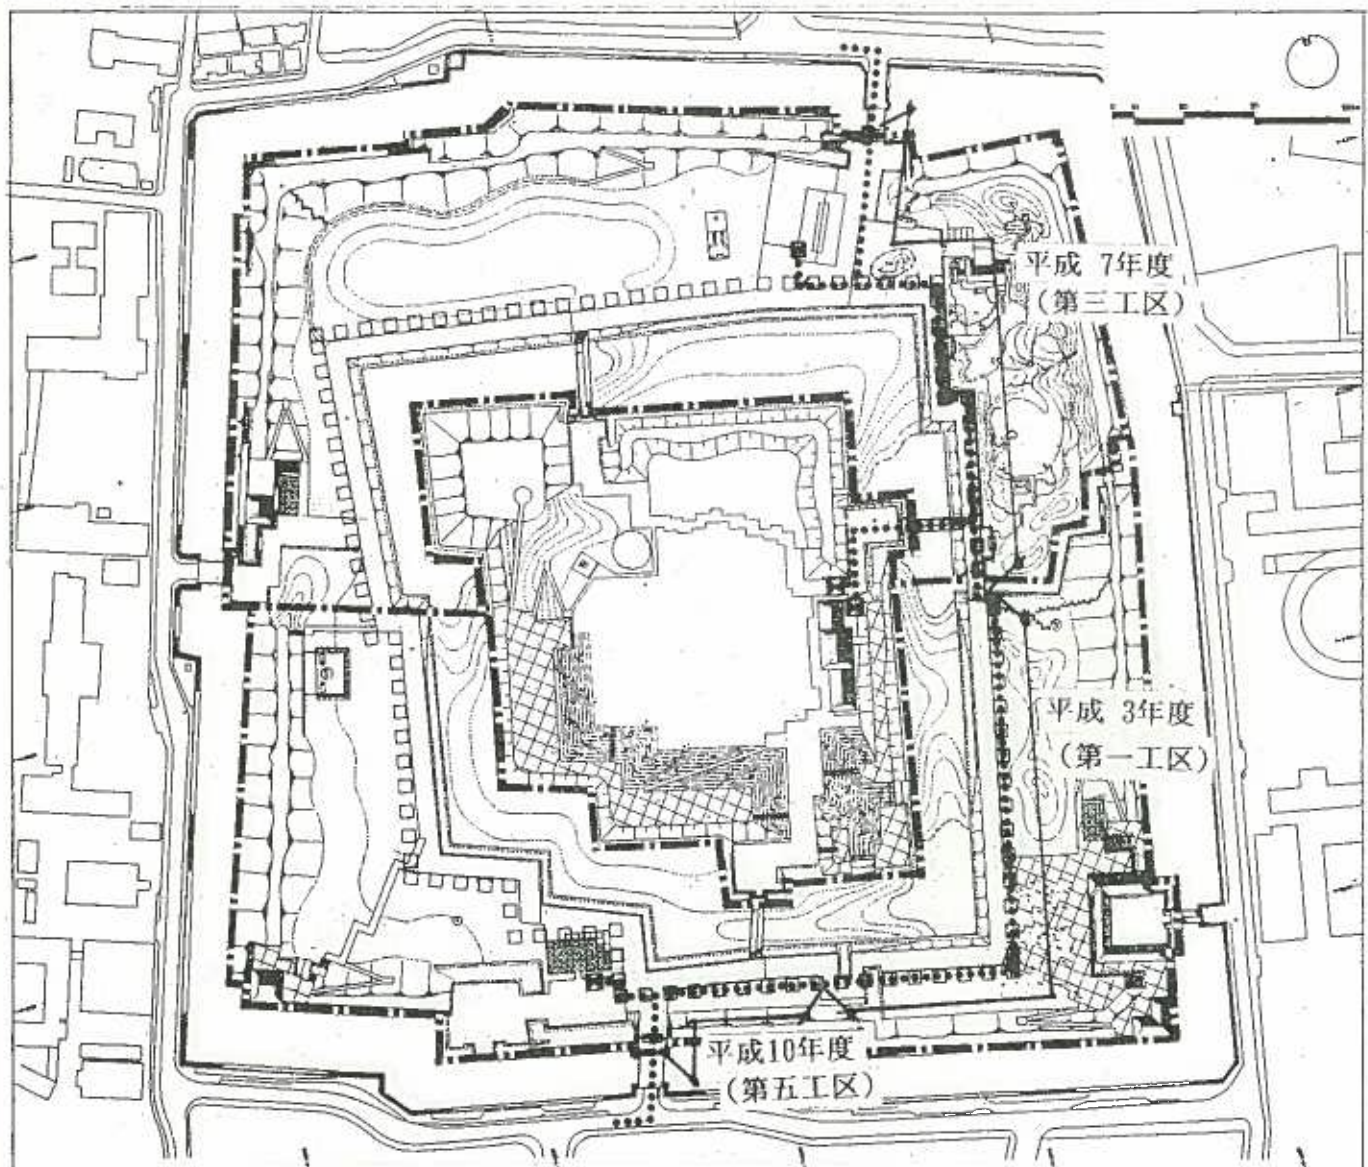 平成 7年度
(第三工区)
平成 3年度
(第一工区)
平成10年度
(第五工区)